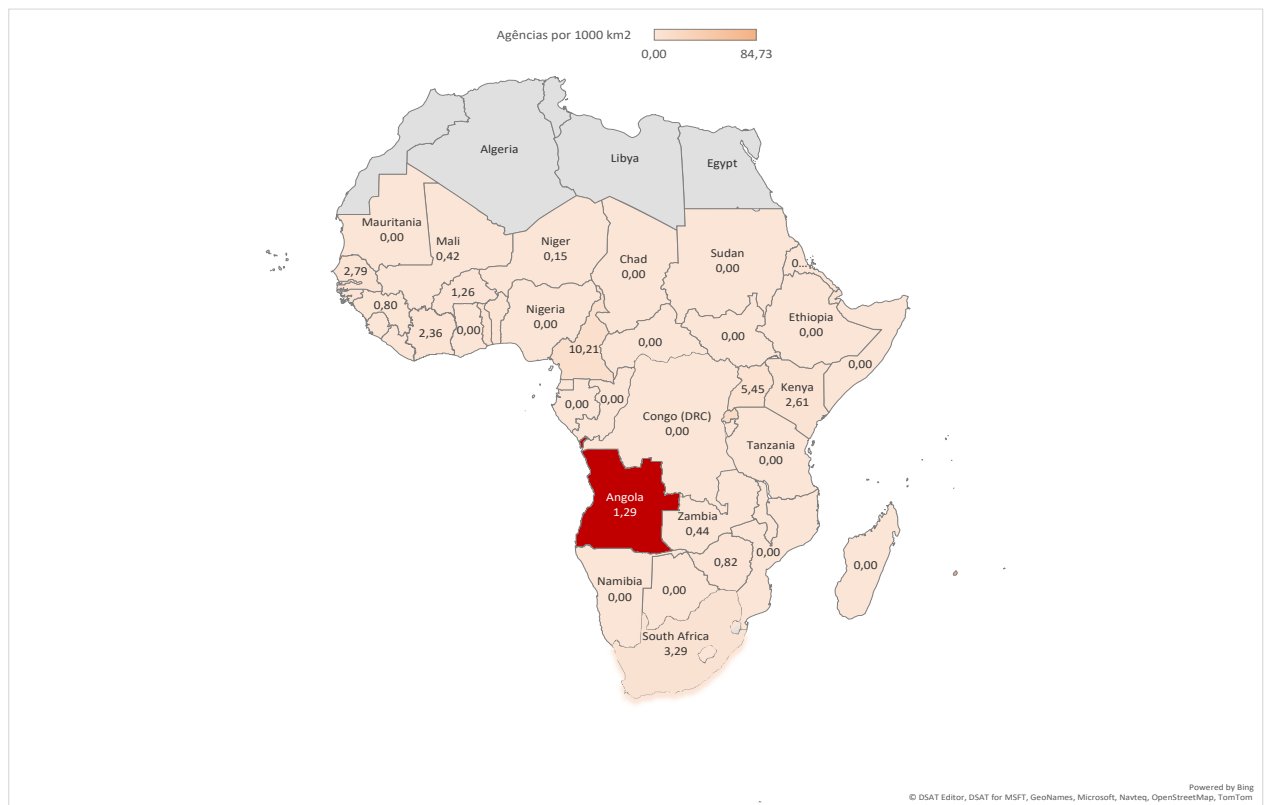 Agências por 1000 km2
0,00 84,73
Algeria
Libya
Egypt
Mauritania
0,00
Mali
0,42
Niger
0,15
Chad
0,00
Sudan
0,00
0...
2,79
1,26
0,80
Nigeria
0,00
Ethiopia
0,00
2,36
0,00
0,00
0,00
10,21
0,00
5,45
Kenya
2,61
0,00
0,00
Congo (DRC)
0,00
Tanzania
0,00
Angola
1,29
Zambia
0,44
0,00
0,82
0,00
Namibia
0,00
0,00
South Africa
3,29
Powered by Bing
© DSAT Editor, DSAT for MSFT, GeoNames, Microsoft, Navteq, OpenStreetMap, TomTom